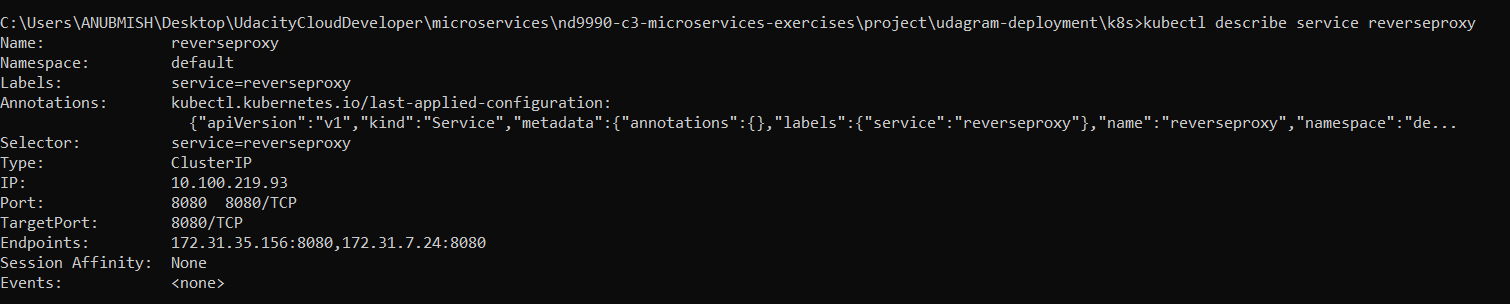 C:\Users\ANUBMISH\Desktop\UdacityCloudDeveloper\microservices\nd9990-c3-microservices-exercises\project\udagram-deployment\k8s>kubectl describe service reverseproxy
Name:              reverseproxy
Namespace:         default
Labels:            service=reverseproxy
Annotations:       kubectl.kubernetes.io/last-applied-configuration:
                     {"apiVersion":"v1","kind":"Service","metadata":{"annotations":{},"labels":{"service":"reverseproxy"},"name":"reverseproxy","namespace":"de...
Selector:          service=reverseproxy
Type:              ClusterIP
IP:                10.100.219.93
Port:              8080  8080/TCP
TargetPort:        8080/TCP
Endpoints:         172.31.35.156:8080,172.31.7.24:8080
Session Affinity:  None
Events:            <none>